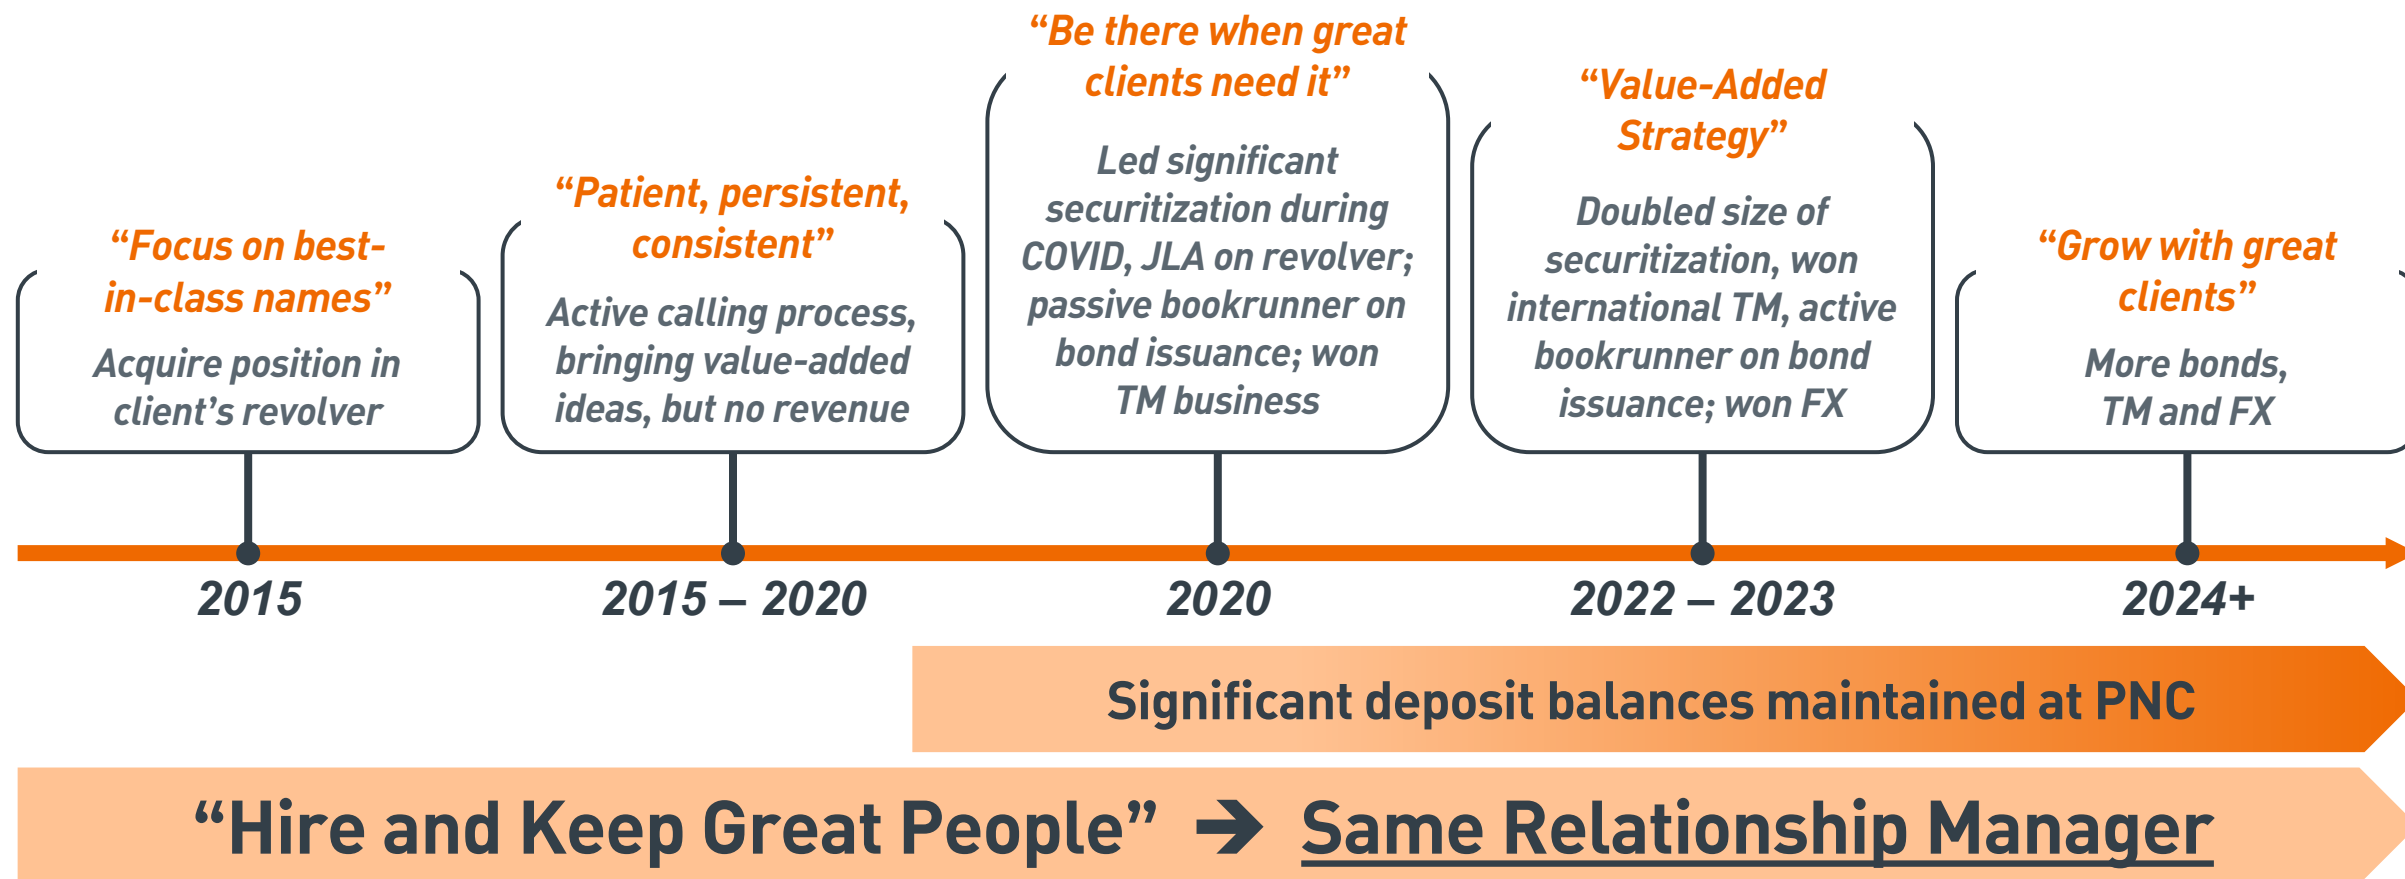 “Focus on best-
in-class names”
Acquire position in
client’s revolver
2015
“Patient, persistent,
consistent”
Active calling process,
bringing value-added
ideas, but no revenue
2015 – 2020
“Be there when great
clients need it”
Led significant
securitization during
COVID, JLA on revolver;
passive bookrunner on
bond issuance; won
TM business
2020
“Value-Added
Strategy”
Doubled size of
securitization, won
international TM, active
bookrunner on bond
issuance; won FX
2022 – 2023
“Grow with great
clients”
More bonds,
TM and FX
2024+
Significant deposit balances maintained at PNC
“Hire and Keep Great People” ➔ Same Relationship Manager